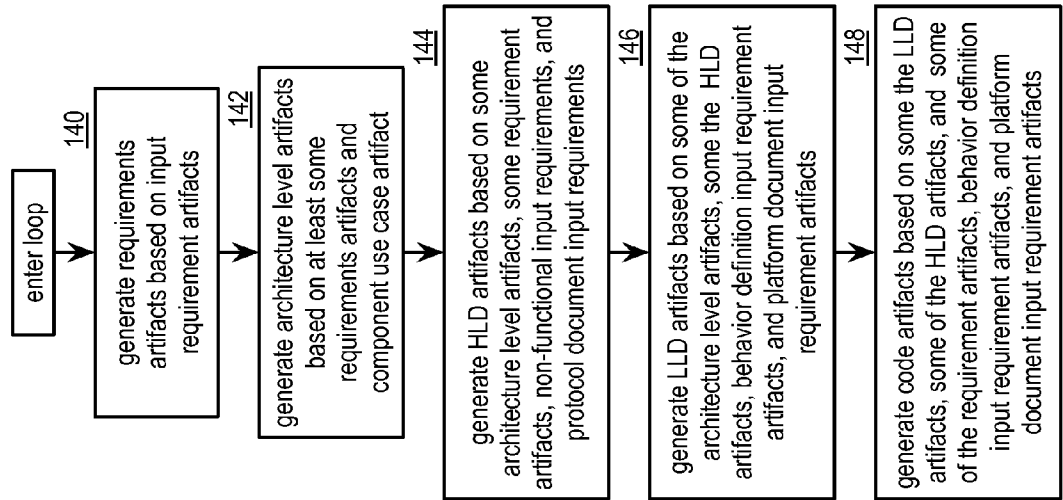 enter loop
140
generate requirements
artifacts based on input
requirement artifacts
142
generate architecture level artifacts
based on at least some
requirements artifacts and
component use case artifact
144
generate HLD artifacts based on some
architecture level artifacts, some requirement
artifacts, non-functional input requirements, and
protocol document input requirements
146
generate LLD artifacts based on some of the
architecture level artifacts, some the HLD
artifacts, behavior definition input requirement
artifacts, and platform document input
requirement artifacts
148
generate code artifacts based on some the LLD
artifacts, some of the HLD artifacts, and some
of the requirement artifacts, behavior definition
input requirement artifacts, and platform
document input requirement artifacts